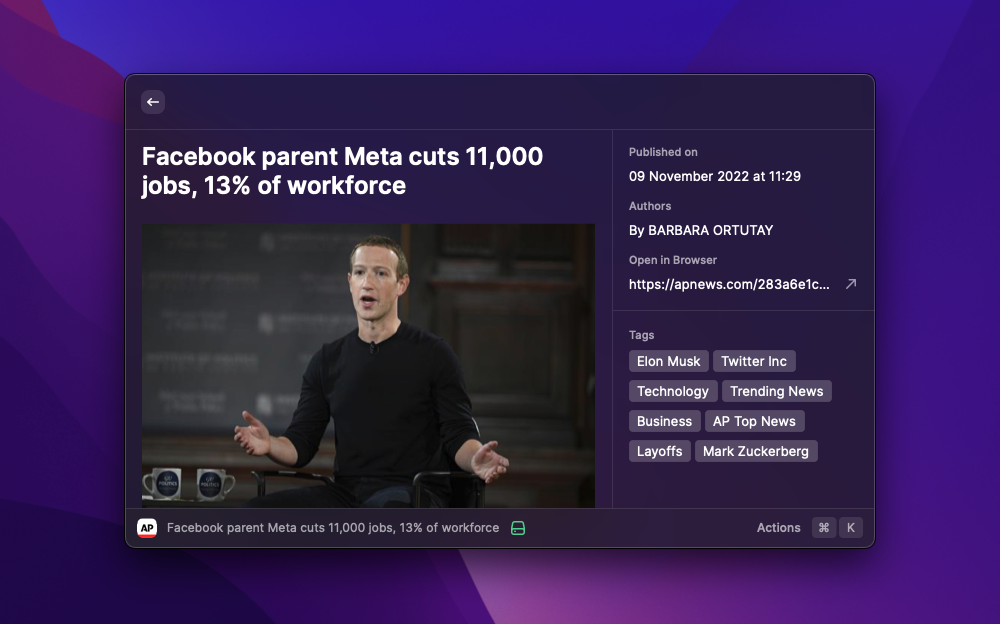 Facebook parent Meta cuts 11,000
jobs, 13% of workforce
POLITICS
POLITICS
Published on
09 November 2022 at 11:29
Authors
By BARBARA ORTUTAY
Open in Browser
https://apnews.com/283a6e1c...
Tags
Elon Musk
Twitter Inc
Technology
Trending News
Business
AP Top News
Layoffs
Mark Zuckerberg
AP
Facebook parent Meta cuts 11,000 jobs, 13% of workforce
Actions
⌘
K